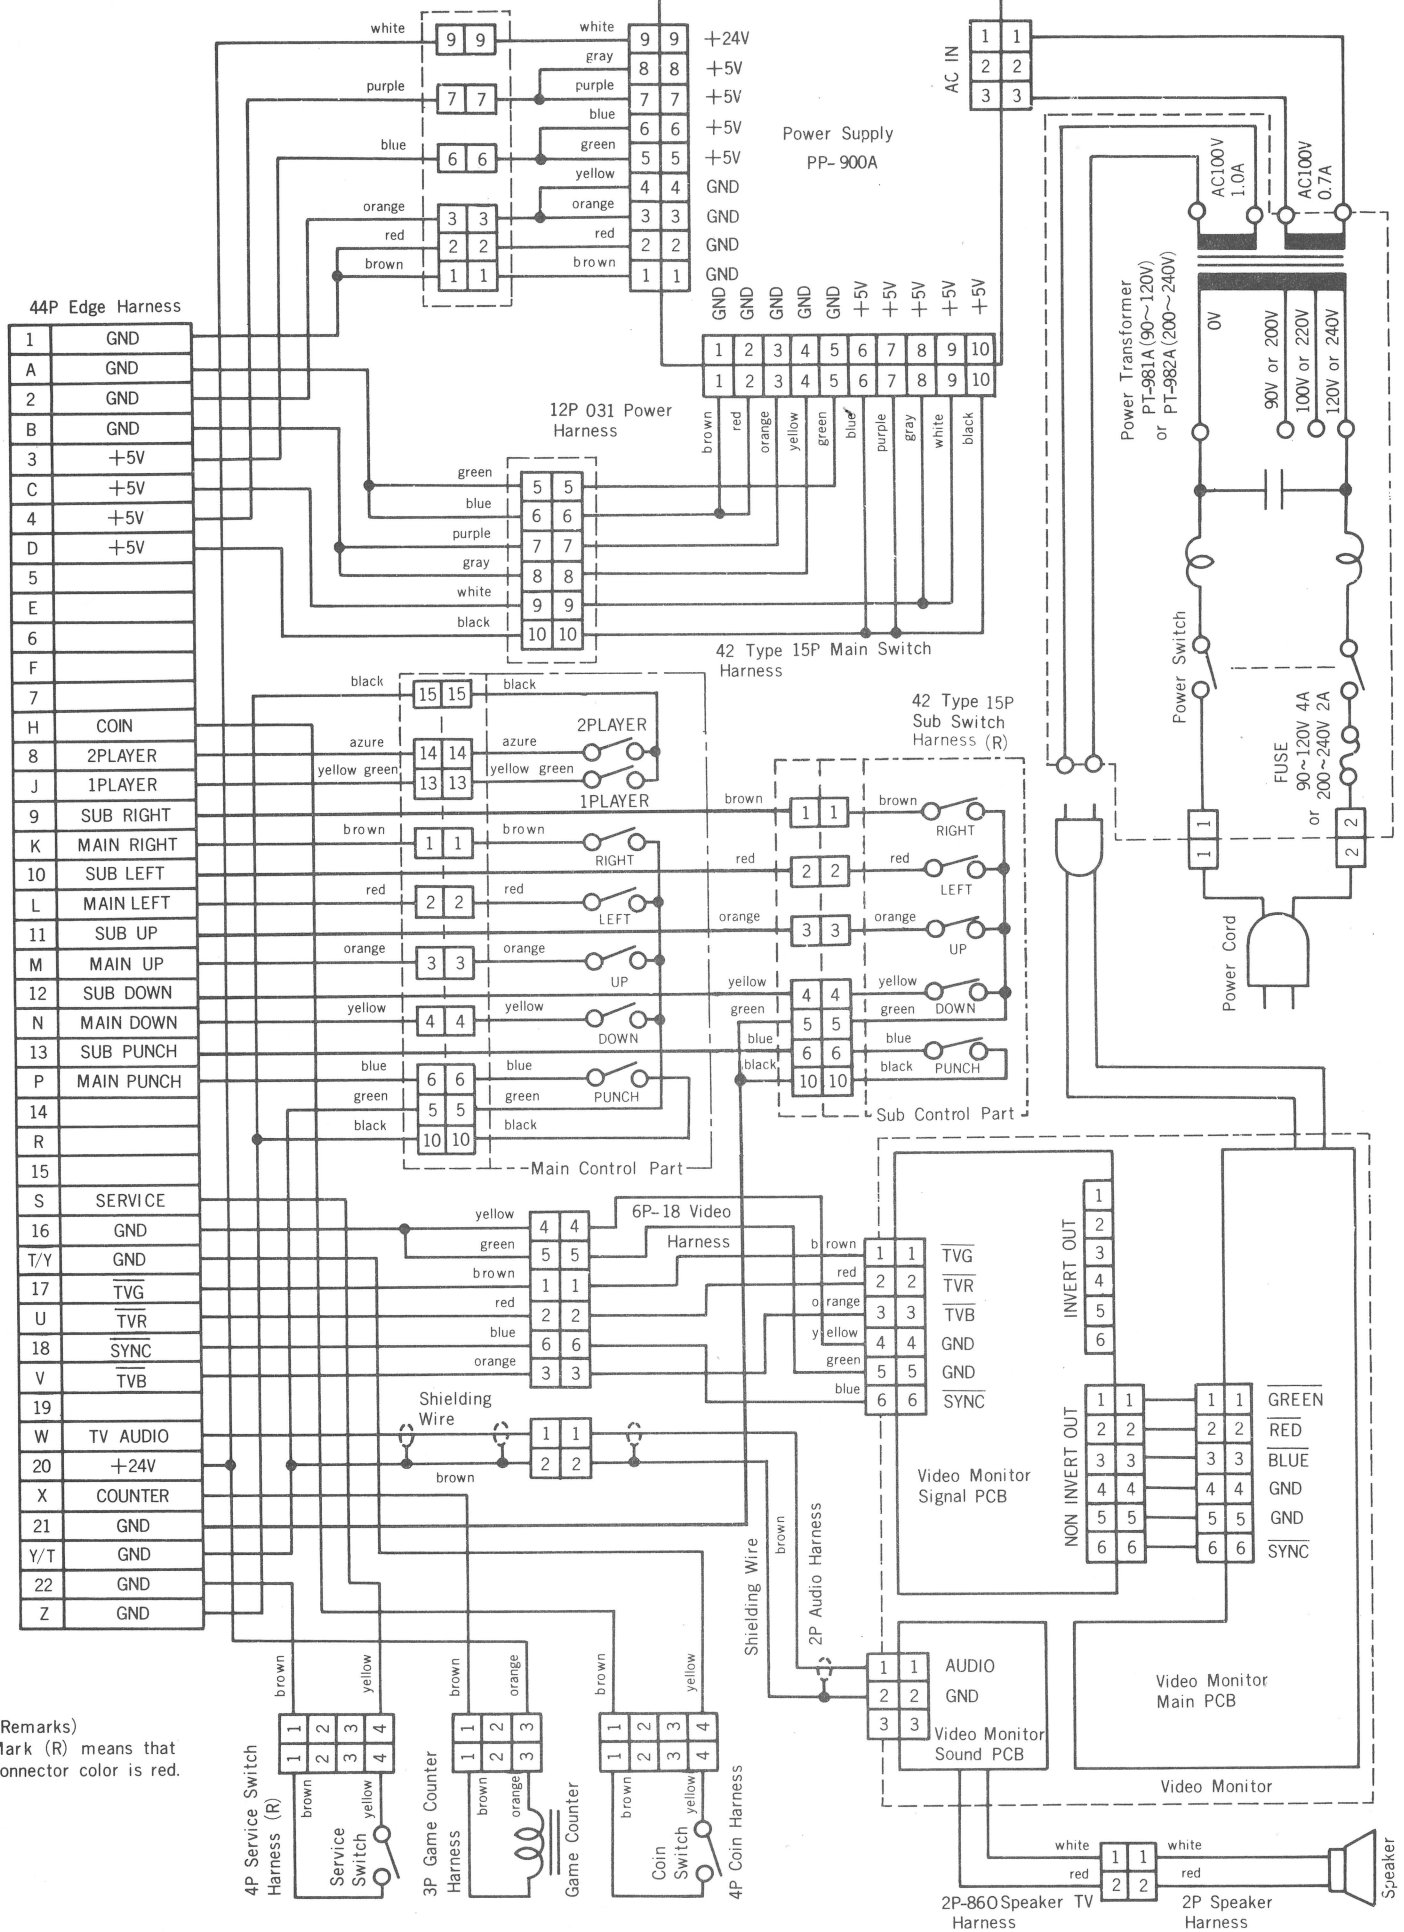 white 9 9 white 9 9 +24V
gray 8 8 +5V
purple 7 7 purple 7 7 +5V
blue 6 6 +5V
blue 6 6 green 5 5 +5V
yellow 4 4 GND
orange 3 3 orange 3 3 GND
red 2 2 red 2 2 GND
brown 1 1 brown 1 1 GND
Power Supply
PP-900A
AC IN
1 1
2 2
3 3
AC100V
1.0A
AC100V
0.7A
GND GND GND GND GND +5V +5V +5V +5V +5V
1 2 3 4 5 6 7 8 9 10
1 2 3 4 5 6 7 8 9 10
brown red orange yellow green blue purple gray white black
Power Transformer
PT-981A(90~120V)
or PT-982A(200~240V)
0V
90V or 200V
100V or 220V
120V or 240V
Power Switch
FUSE
90~120V 4A
or 200~240V 2A
1 1
2 2
Power Cord
44P Edge Harness
1 GND
A GND
2 GND
B GND
3 +5V
C +5V
4 +5V
D +5V
5
E
6
F
7
H COIN
8 2PLAYER
J 1PLAYER
9 SUB RIGHT
K MAIN RIGHT
10 SUB LEFT
L MAIN LEFT
11 SUB UP
M MAIN UP
12 SUB DOWN
N MAIN DOWN
13 SUB PUNCH
P MAIN PUNCH
14
R
15
S SERVICE
16 GND
T/Y GND
17 TVG
U TVR
18 SYNC
V TVB
19
W TV AUDIO
20 +24V
X COUNTER
21 GND
Y/T GND
22 GND
Z GND
12P 031 Power
Harness
green 5 5
blue 6 6
purple 7 7
gray 8 8
white 9 9
black 10 10
42 Type 15P Main Switch
Harness
black 15 15 black
azure 14 14 azure 2PLAYER
yellow green 13 13 yellow green 1PLAYER
brown 1 1 brown RIGHT
red 2 2 red LEFT
orange 3 3 orange UP
yellow 4 4 yellow DOWN
blue 6 6 blue PUNCH
green 5 5 green
black 10 10 black
Main Control Part
42 Type 15P
Sub Switch
Harness (R)
brown 1 1 brown RIGHT
red 2 2 red LEFT
orange 3 3 orange UP
yellow 4 4 yellow DOWN
green 5 5 green
blue 6 6 blue PUNCH
black 10 10 black
Sub Control Part
6P-18 Video
Harness
yellow 4 4
green 5 5
brown 1 1
red 2 2
blue 6 6
orange 3 3
brown 1 1 TVG
red 2 2 TVR
orange 3 3 TVB
yellow 4 4 GND
green 5 5 GND
blue 6 6 SYNC
INVERT OUT
1
2
3
4
5
6
NON INVERT OUT
1 1 1 1 GREEN
2 2 2 2 RED
3 3 3 3 BLUE
4 4 4 4 GND
5 5 5 5 GND
6 6 6 6 SYNC
Video Monitor
Signal PCB
Shielding
Wire
1 1
brown 2 2
Shielding Wire
brown
2P Audio Harness
1 1 AUDIO
2 2 GND
3 3
Video Monitor
Sound PCB
Video Monitor
Main PCB
Video Monitor
brown yellow
1 2 3 4
1 2 3 4
brown yellow
4P Service Switch
Harness (R)
Service
Switch
brown orange
1 2 3
1 2 3
brown orange
3P Game Counter
Harness
Game Counter
brown yellow
1 2 3 4
1 2 3 4
brown yellow
Coin
Switch
4P Coin Harness
white 1 1 white
red 2 2 red
2P-860 Speaker TV
Harness
2P Speaker
Harness
Speaker
Remarks)
Mark (R) means that
onnector color is red.